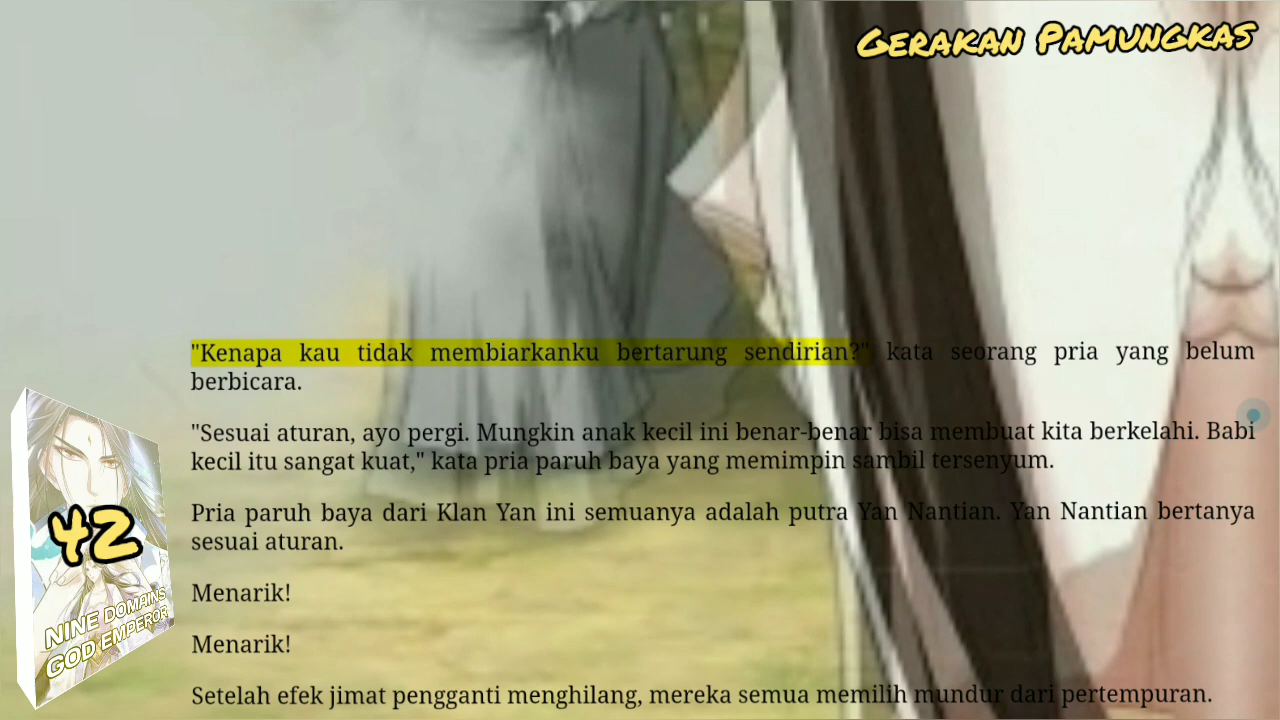 Gerakan Pamungkas
"Kenapa kau tidak membiarkanku bertarung sendirian?" kata seorang pria yang belum
berbicara.
"Sesuai aturan, ayo pergi. Mungkin anak kecil ini benar-benar bisa membuat kita berkelahi. Babi
kecil itu sangat kuat," kata pria paruh baya yang memimpin sambil tersenyum.
Pria paruh baya dari Klan Yan ini semuanya adalah putra Yan Nantian. Yan Nantian bertanya
sesuai aturan.
Menarik!
Menarik!
Setelah efek jimat pengganti menghilang, mereka semua memilih mundur dari pertempuran.
42
NINE DOMAINS
GOD EMPEROR